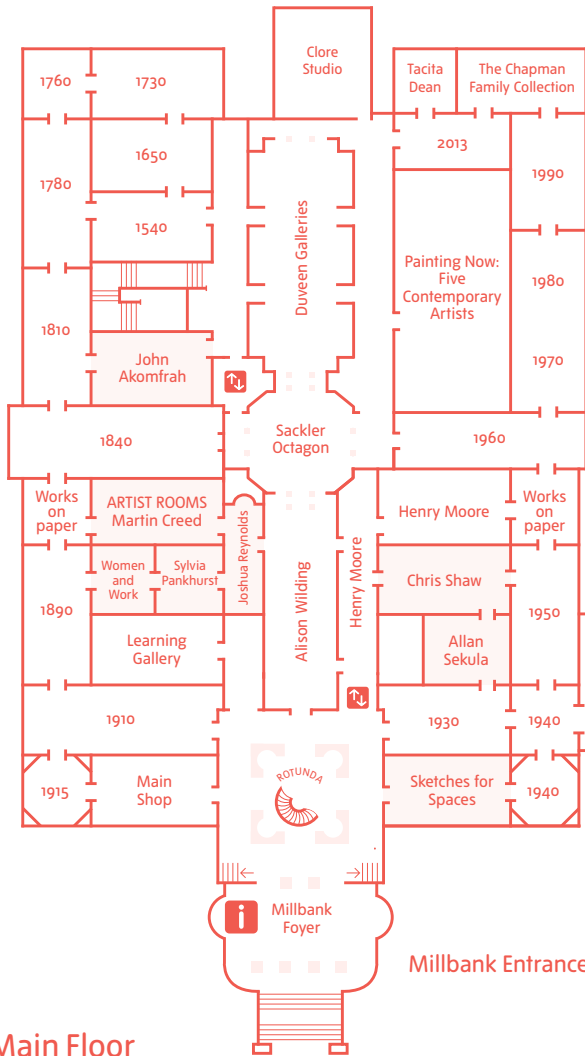 Clore
Studio
1760
1730
Tacita
Dean
The Chapman
Family Collection
2013
1650
1780
1990
1540
Duveen Galleries
Painting Now:
Five
Contemporary
Artists
1980
1810
John
Akomfrah
1970
1840
Sackler
Octagon
1960
Works
on
paper
ARTIST ROOMS
Martin Creed
Joshua Reynolds
Henry Moore
Works
on
paper
Women
and
Work
Sylvia
Pankhurst
Alison Wilding
Henry Moore
Chris Shaw
1890
1950
Learning
Gallery
Allan
Sekula
1910
1930
1940
ROTUNDA
1915
Main
Shop
Sketches for
Spaces
1940
i
Millbank
Foyer
Millbank Entrance
Main Floor